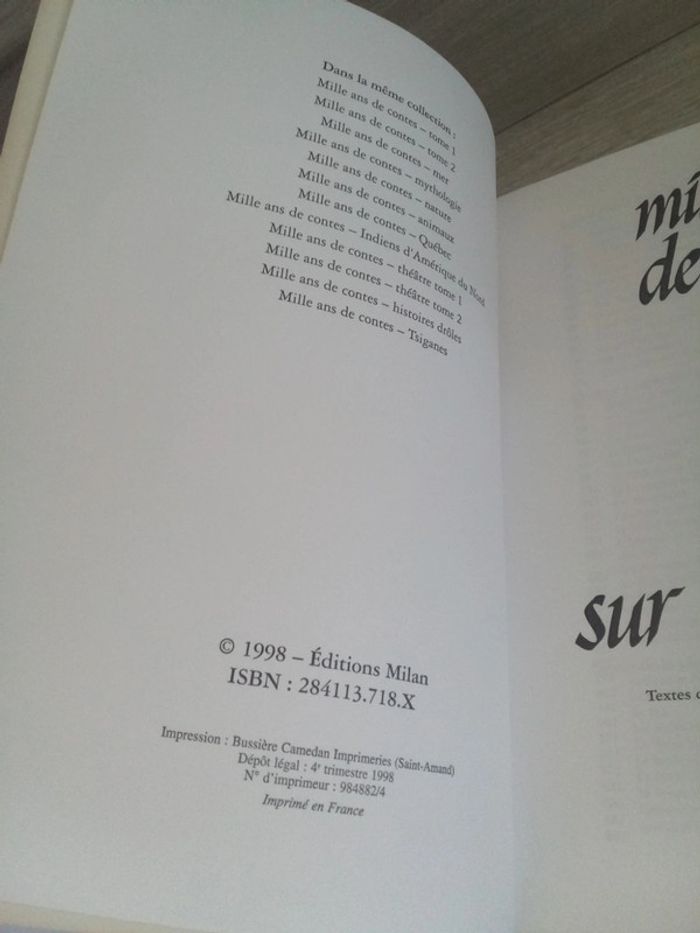 Dans la même collection :
Mille ans de contes – tome 1
Mille ans de contes – tome 2
Mille ans de contes – mer
Mille ans de contes – mythologie
Mille ans de contes – nature
Mille ans de contes – animaux
Mille ans de contes – Québec
Mille ans de contes – Indiens d'Amérique du Nord
Mille ans de contes – théâtre tome 1
Mille ans de contes – théâtre tome 2
Mille ans de contes – histoires drôles
Mille ans de contes – Tsiganes
© 1998 – Éditions Milan
ISBN : 284113.718.X
Impression : Bussière Camedan Imprimeries (Saint-Amand)
Dépôt légal : 4e trimestre 1998
N° d'imprimeur : 984882/4
Imprimé en France
mi
de
sur
Textes